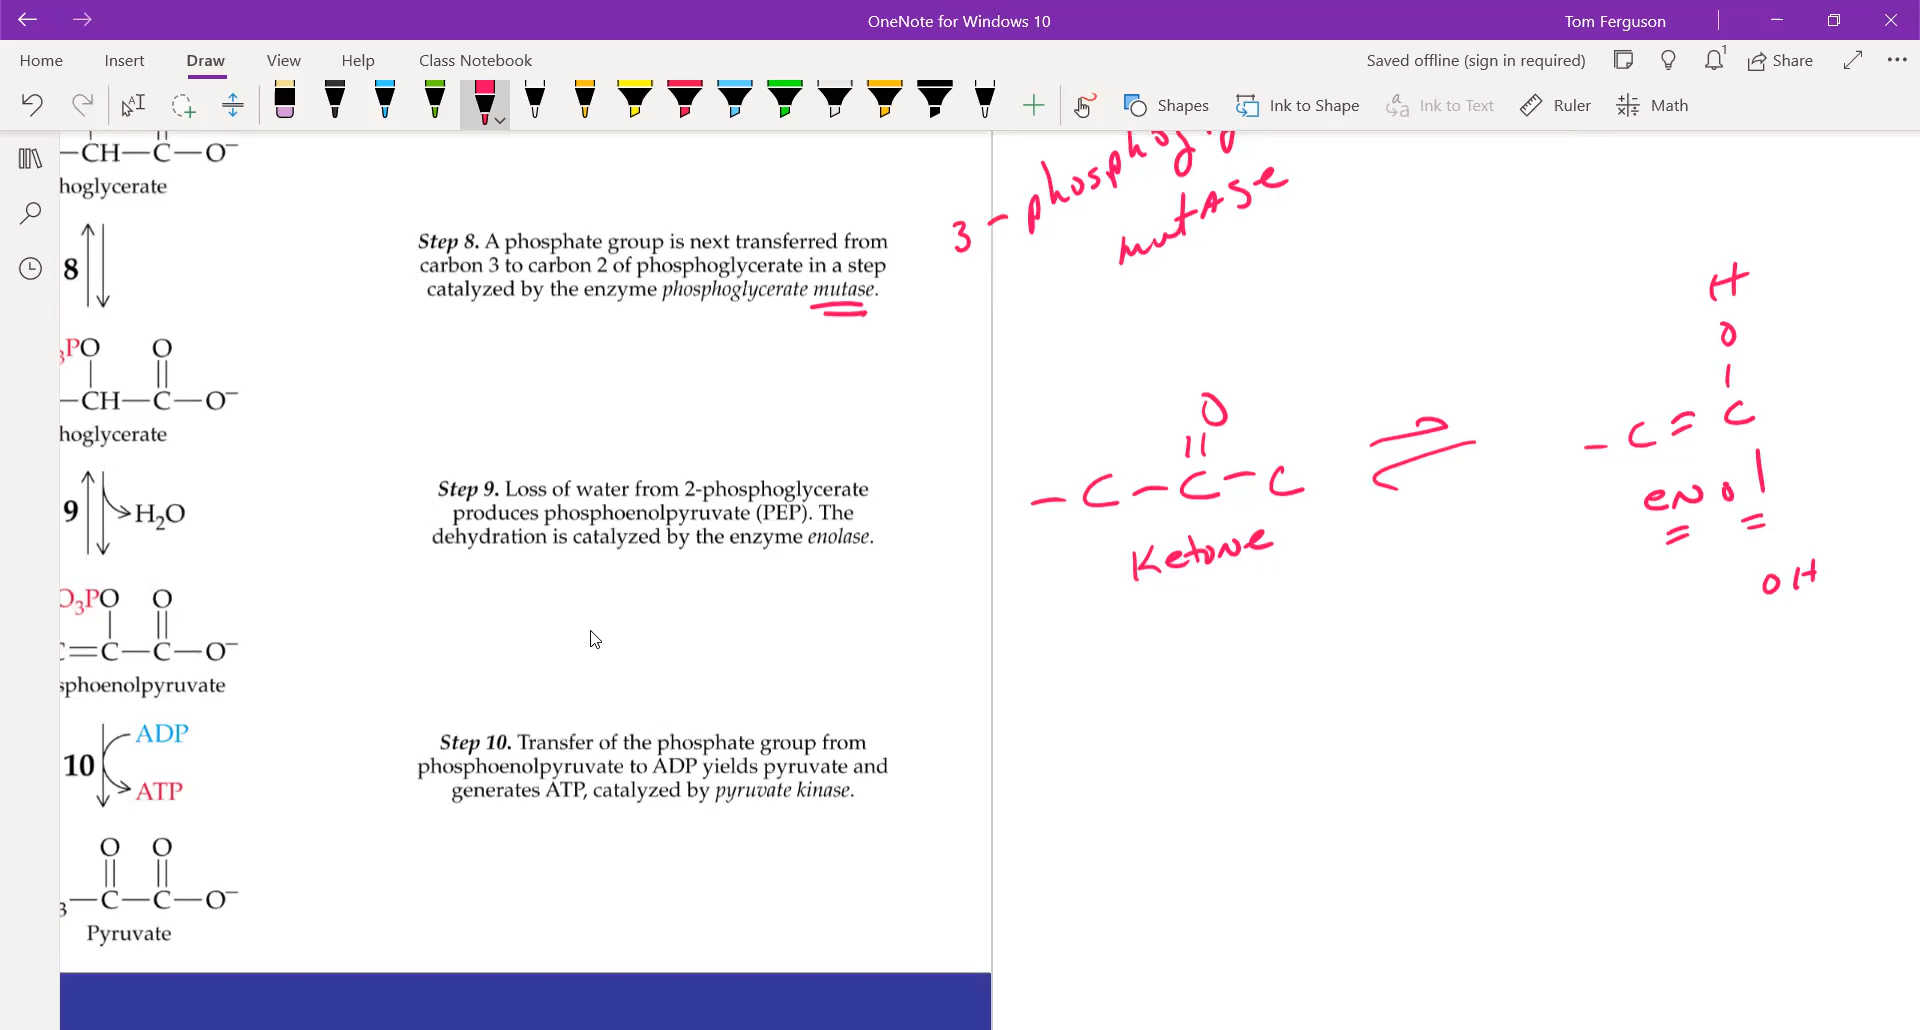 OneNote for Windows 10
Tom Ferguson
Home Insert Draw View Help Class Notebook
Saved offline (sign in required)
1
Share
Shapes
Ink to Shape
Ink to Text
Ruler
Math
—CH—C—O⁻
hoglycerate
8
Step 8. A phosphate group is next transferred from
carbon 3 to carbon 2 of phosphoglycerate in a step
catalyzed by the enzyme phosphoglycerate mutase.
₃PO O
—CH—C—O⁻
hoglycerate
9
H₂O
Step 9. Loss of water from 2-phosphoglycerate
produces phosphoenolpyruvate (PEP). The
dehydration is catalyzed by the enzyme enolase.
O₃PO O
C=C—C—O⁻
sphoenolpyruvate
ADP
10
ATP
Step 10. Transfer of the phosphate group from
phosphoenolpyruvate to ADP yields pyruvate and
generates ATP, catalyzed by pyruvate kinase.
O O
₃—C—C—O⁻
Pyruvate
3-phosphogly
mutase
O
-C-C-C
Ketone
H
O
-C=C
enol
OH